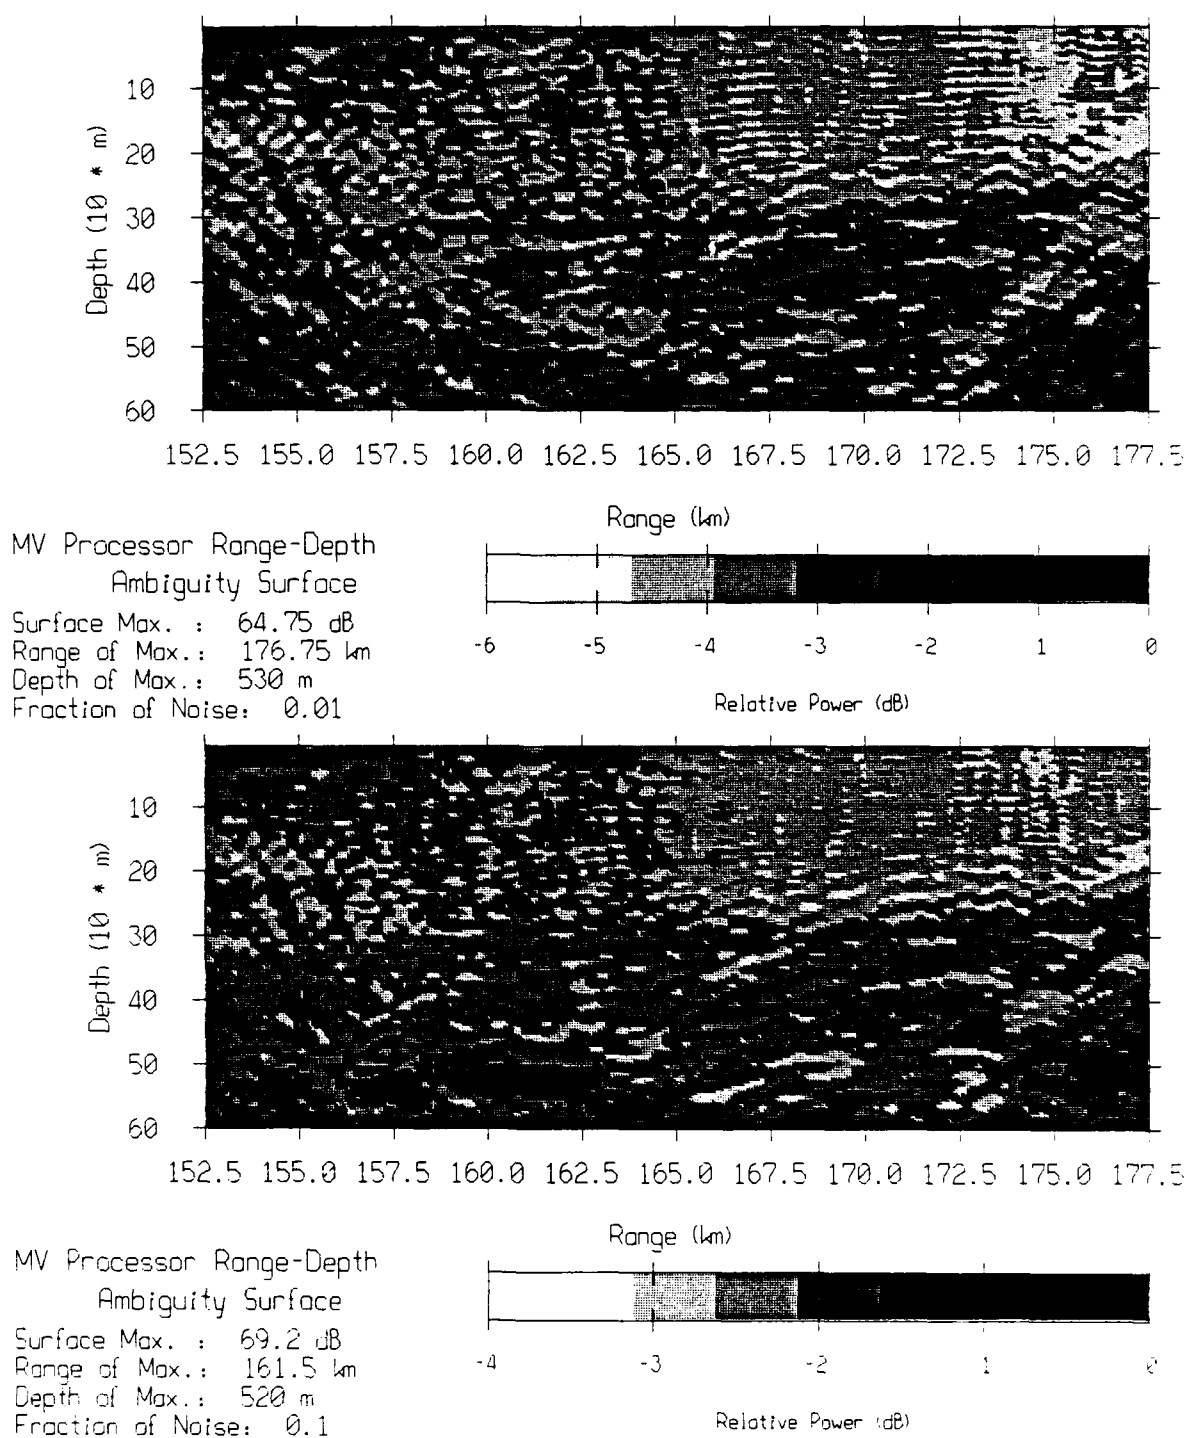 10
20
30
40
50
60
Depth (10 * m)
152.5 155.0 157.5 160.0 162.5 165.0 167.5 170.0 172.5 175.0 177.5
Range (km)
MV Processor Range-Depth
Ambiguity Surface
Surface Max. : 64.75 dB
Range of Max.: 176.75 km
Depth of Max.: 530 m
Fraction of Noise: 0.01
-6 -5 -4 -3 -2 1 0
Relative Power (dB)
10
20
30
40
50
60
Depth (10 * m)
152.5 155.0 157.5 160.0 162.5 165.0 167.5 170.0 172.5 175.0 177.5
Range (km)
MV Processor Range-Depth
Ambiguity Surface
Surface Max. : 69.2 dB
Range of Max.: 161.5 km
Depth of Max.: 520 m
Fraction of Noise: 0.1
-4 -3 -2 1 0
Relative Power (dB)